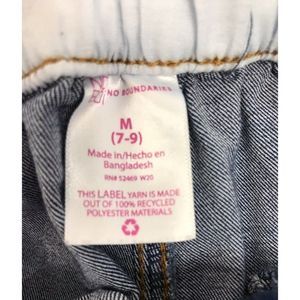 NO BOUNDARIES
M
(7-9)
Made in/Hecho en
Bangladesh
RN# 52469 W20
THIS LABEL YARN IS MADE
OUT OF 100% RECYCLED
POLYESTER MATERIALS